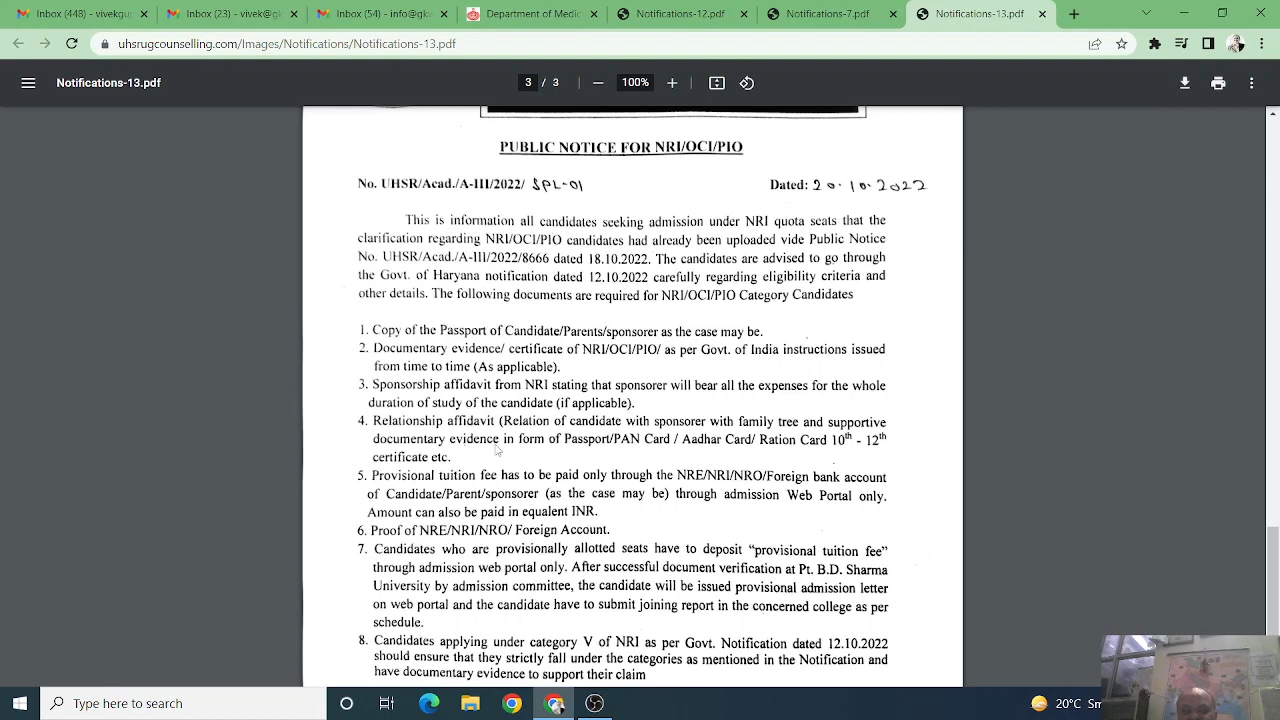 Inbox (448) - vivekgup
Inbox (23) - vivek@gk
Inbox (54) - info@gkv
Department of Medic
Notifications-12.pdf
Notifications-7.pdf
Notifications-13.pdf
uhsrugcounselling.com/Images/Notifications/Notifications-13.pdf
Notifications-13.pdf
3 / 3
100%
PUBLIC NOTICE FOR NRI/OCI/PIO
No. UHSR/Acad./A-III/2022/ SPL-01
Dated: 20.10.2022
This is information all candidates seeking admission under NRI quota seats that the
clarification regarding NRI/OCI/PIO candidates had already been uploaded vide Public Notice
No. UHSR/Acad./A-III/2022/8666 dated 18.10.2022. The candidates are advised to go through
the Govt. of Haryana notification dated 12.10.2022 carefully regarding eligibility criteria and
other details. The following documents are required for NRI/OCI/PIO Category Candidates
1. Copy of the Passport of Candidate/Parents/sponsorer as the case may be.
2. Documentary evidence/ certificate of NRI/OCI/PIO/ as per Govt. of India instructions issued
from time to time (As applicable).
3. Sponsorship affidavit from NRI stating that sponsorer will bear all the expenses for the whole
duration of study of the candidate (if applicable).
4. Relationship affidavit (Relation of candidate with sponsorer with family tree and supportive
documentary evidence in form of Passport/PAN Card / Aadhar Card/ Ration Card 10th - 12th
certificate etc.
5. Provisional tuition fee has to be paid only through the NRE/NRI/NRO/Foreign bank account
of Candidate/Parent/sponsorer (as the case may be) through admission Web Portal only.
Amount can also be paid in equalent INR.
6. Proof of NRE/NRI/NRO/ Foreign Account.
7. Candidates who are provisionally allotted seats have to deposit “provisional tuition fee”
through admission web portal only. After successful document verification at Pt. B.D. Sharma
University by admission committee, the candidate will be issued provisional admission letter
on web portal and the candidate have to submit joining report in the concerned college as per
schedule.
8. Candidates applying under category V of NRI as per Govt. Notification dated 12.10.2022
should ensure that they strictly fall under the categories as mentioned in the Notification and
have documentary evidence to support their claim
Type here to search
20°C Sm